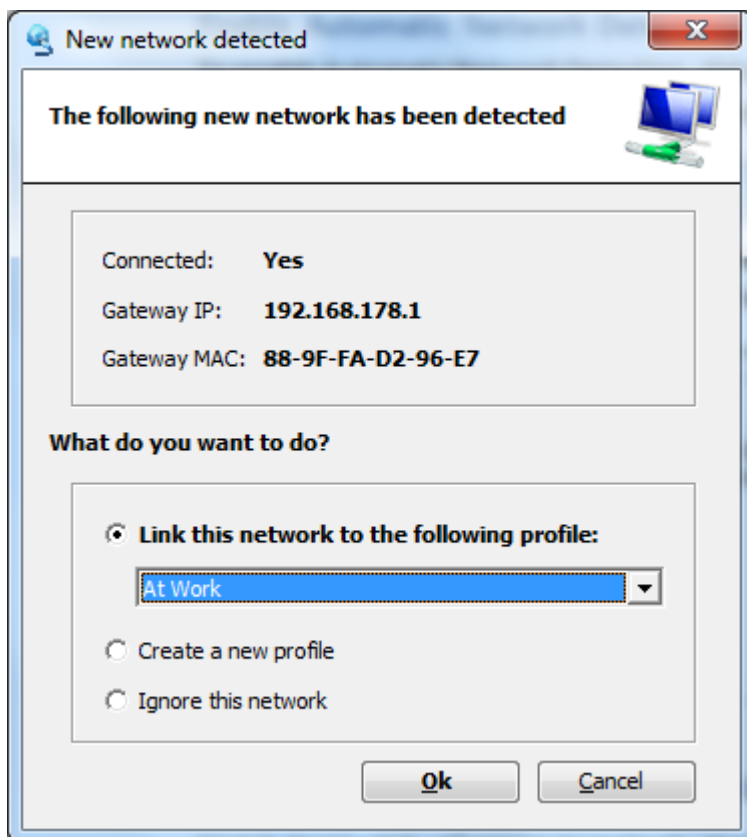 New network detected
The following new network has been detected
Connected: Yes
Gateway IP: 192.168.178.1
Gateway MAC: 88-9F-FA-D2-96-E7
What do you want to do?
Link this network to the following profile:
At Work
Create a new profile
Ignore this network
Ok Cancel